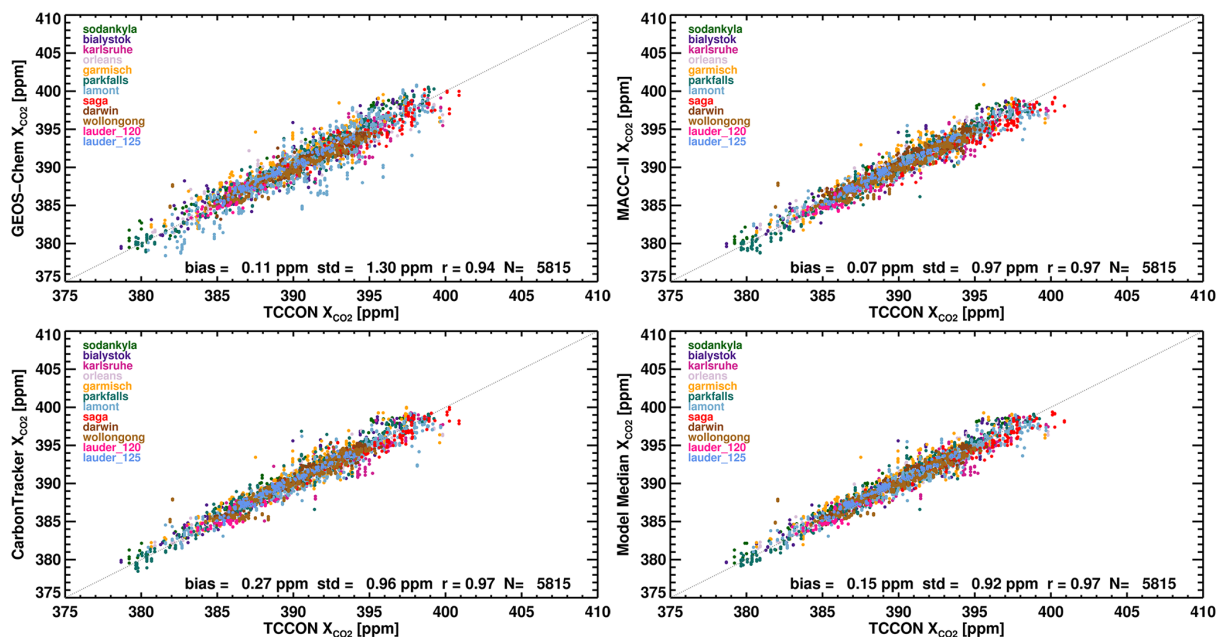 GEOS–Chem XCO2 [ppm]
410
405
400
395
390
385
380
375
sodankyla
bialystok
karlsruhe
orleans
garmisch
parkfalls
lamont
saga
darwin
wollongong
lauder_120
lauder_125
bias = 0.11 ppm std = 1.30 ppm r = 0.94 N= 5815
375 380 385 390 395 400 405 410
TCCON XCO2 [ppm]
MACC–II XCO2 [ppm]
410
405
400
395
390
385
380
375
sodankyla
bialystok
karlsruhe
orleans
garmisch
parkfalls
lamont
saga
darwin
wollongong
lauder_120
lauder_125
bias = 0.07 ppm std = 0.97 ppm r = 0.97 N= 5815
375 380 385 390 395 400 405 410
TCCON XCO2 [ppm]
CarbonTracker XCO2 [ppm]
410
405
400
395
390
385
380
375
sodankyla
bialystok
karlsruhe
orleans
garmisch
parkfalls
lamont
saga
darwin
wollongong
lauder_120
lauder_125
bias = 0.27 ppm std = 0.96 ppm r = 0.97 N= 5815
375 380 385 390 395 400 405 410
TCCON XCO2 [ppm]
Model Median XCO2 [ppm]
410
405
400
395
390
385
380
375
sodankyla
bialystok
karlsruhe
orleans
garmisch
parkfalls
lamont
saga
darwin
wollongong
lauder_120
lauder_125
bias = 0.15 ppm std = 0.92 ppm r = 0.97 N= 5815
375 380 385 390 395 400 405 410
TCCON XCO2 [ppm]